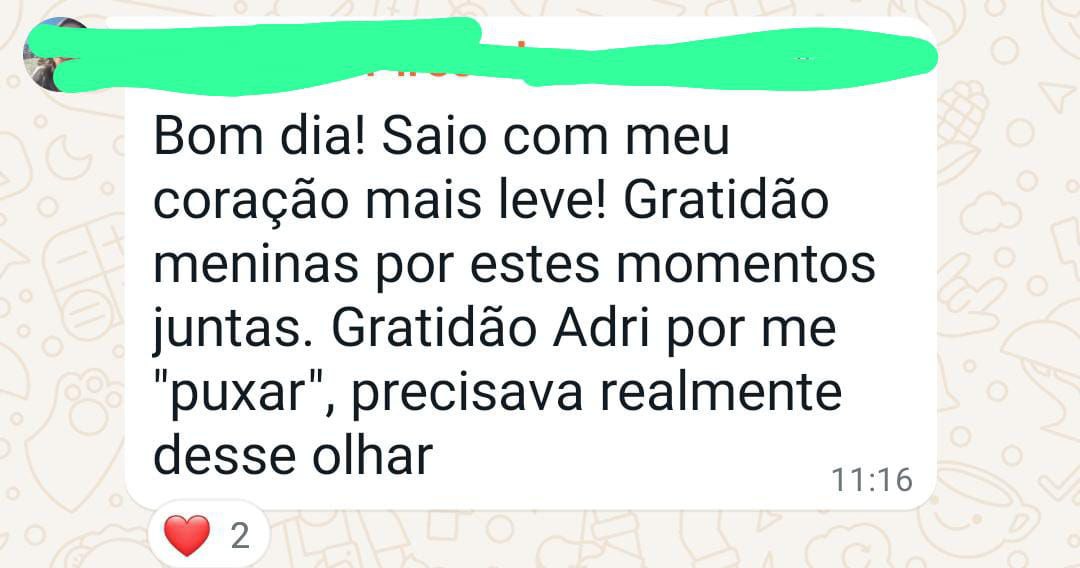 Bom dia! Saio com meu
coração mais leve! Gratidão
meninas por estes momentos
juntas. Gratidão Adri por me
"puxar", precisava realmente
desse olhar
11:16
2